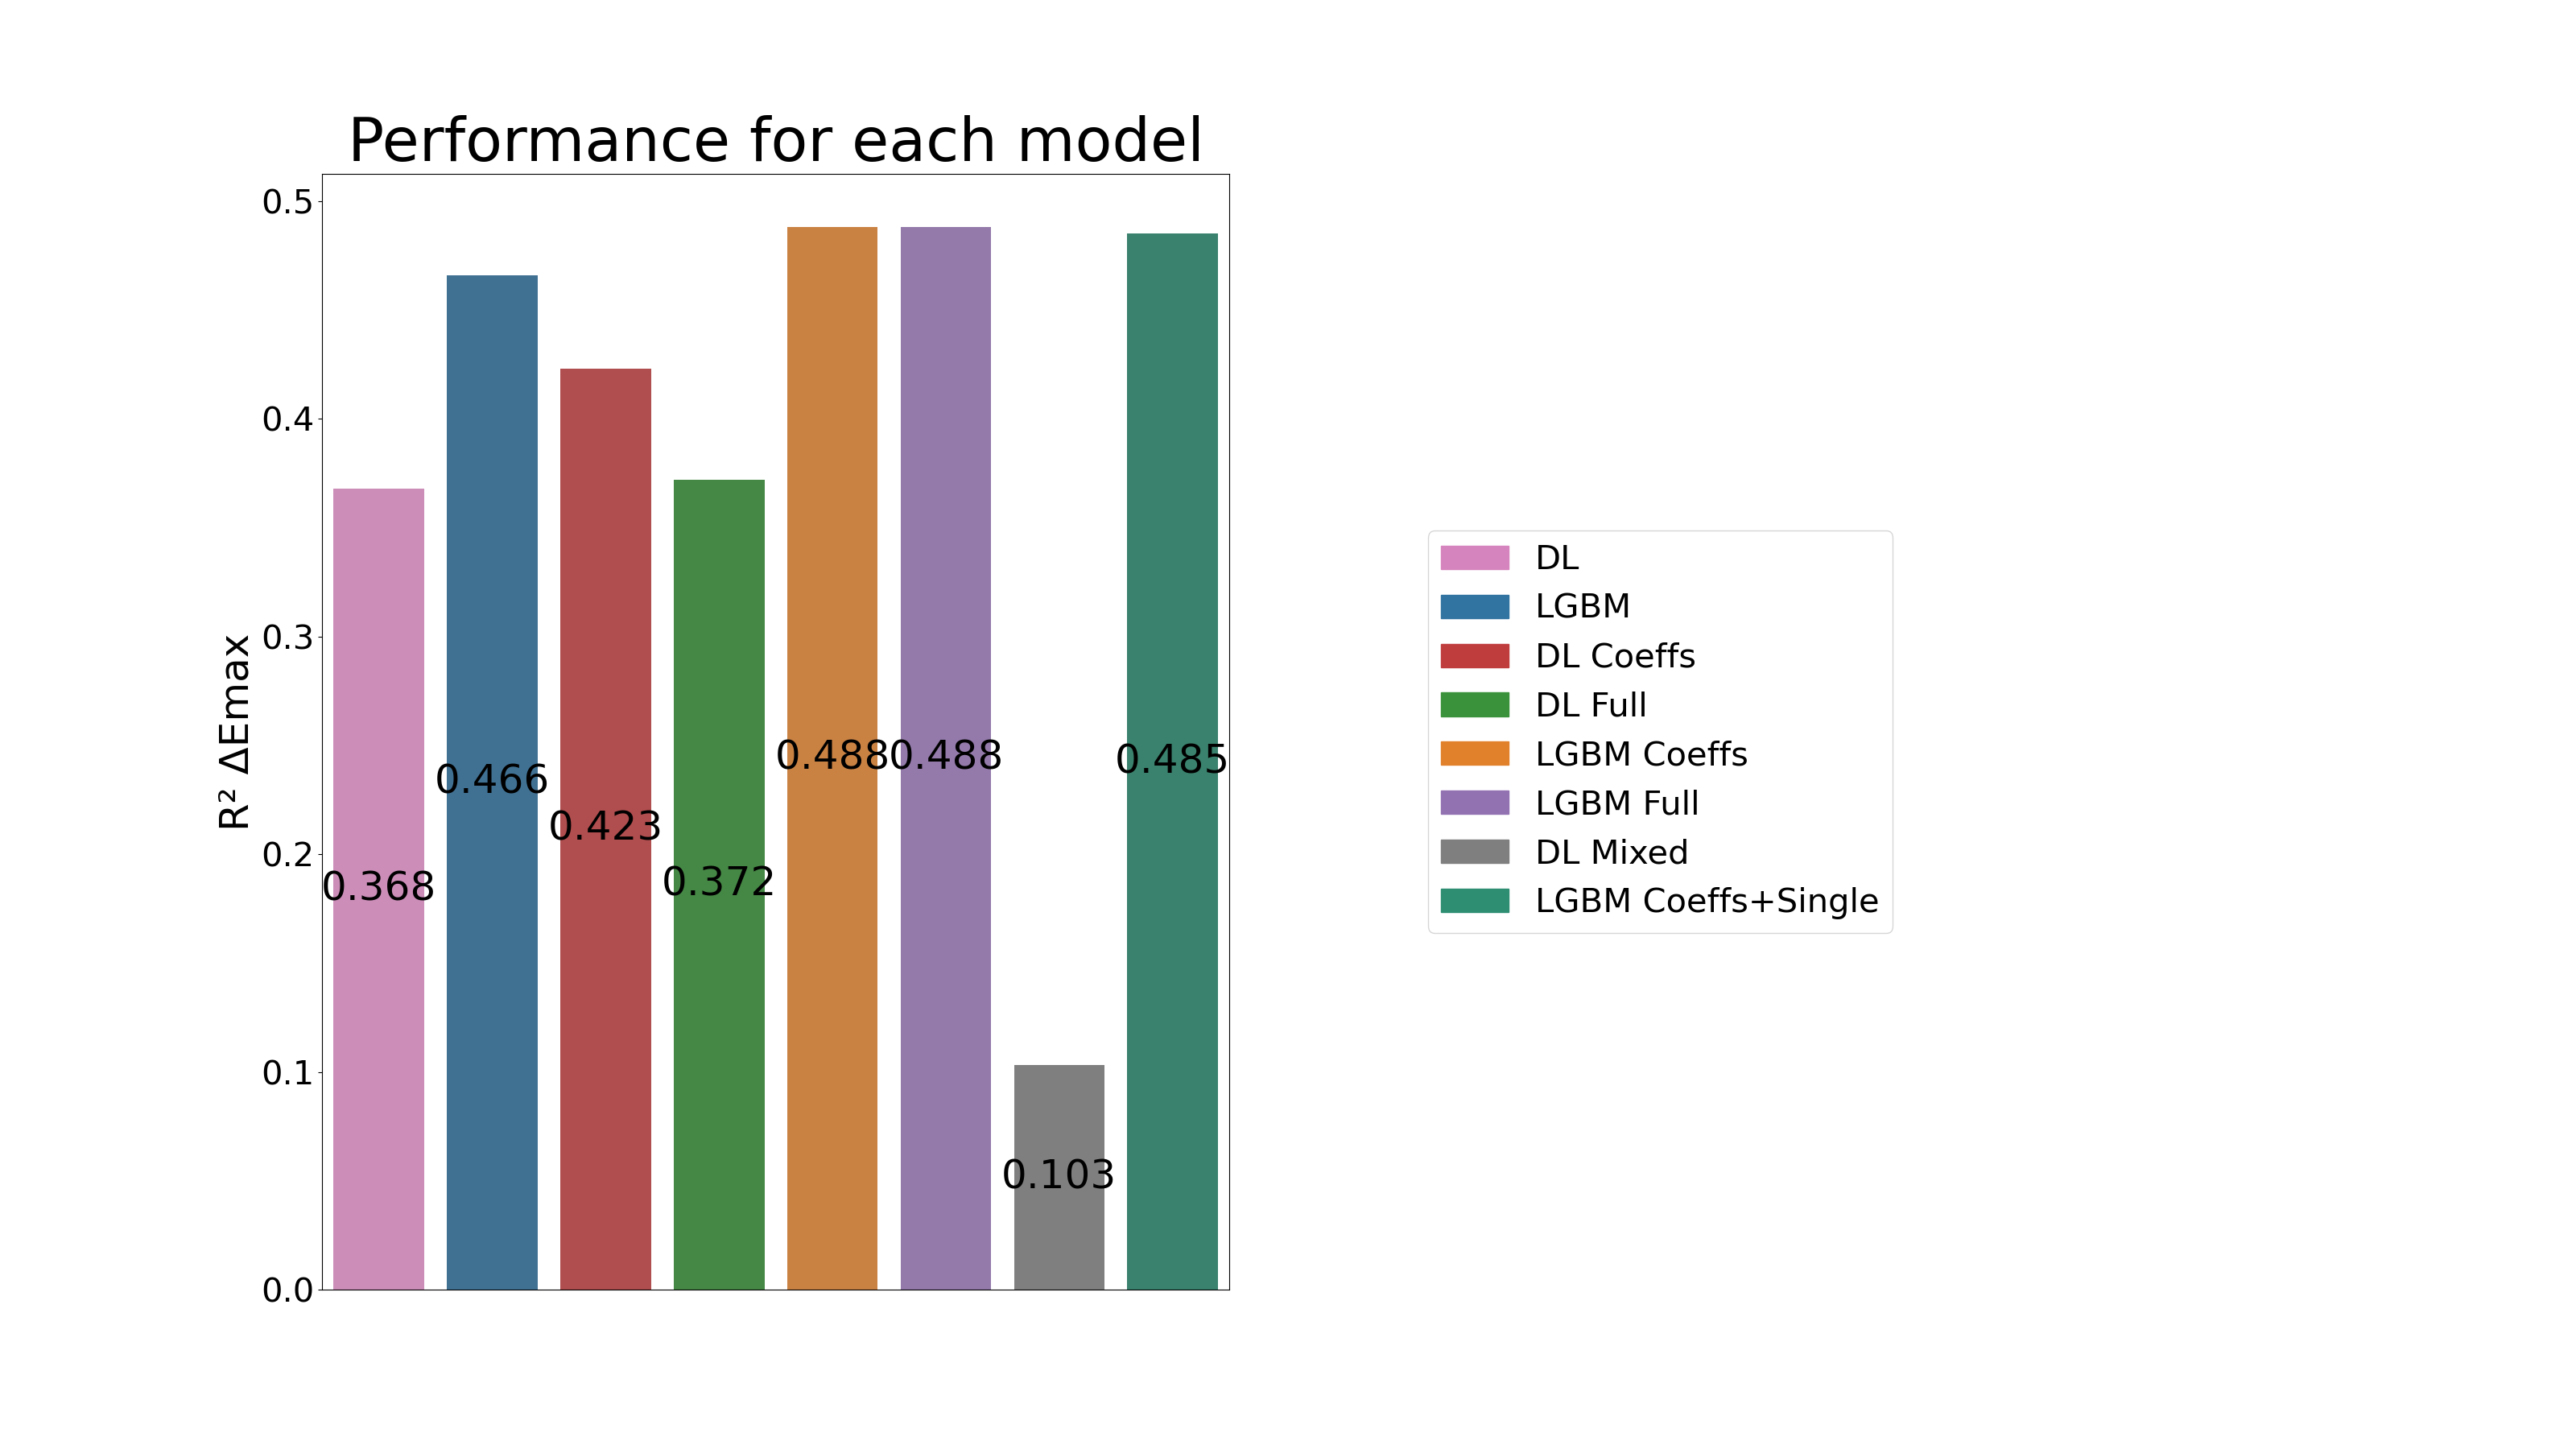 Performance for each model
R² ΔEmax
0.5
0.4
0.3
0.2
0.1
0.0
0.368
0.466
0.423
0.372
0.488
0.488
0.103
0.485
DL
LGBM
DL Coeffs
DL Full
LGBM Coeffs
LGBM Full
DL Mixed
LGBM Coeffs+Single